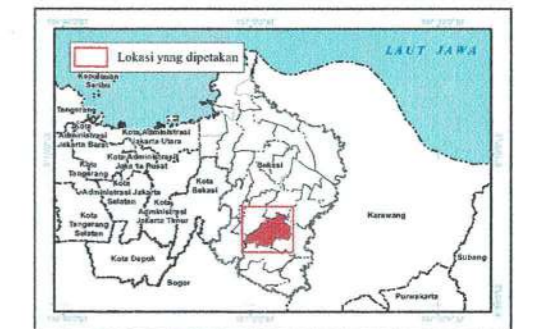 Lokasi ynng dipetakan
LAUT JAWA
Kepulauan
Seribu
Tangerang
Kota
Administrasi
Jakarta Barat
Kota Administrasi
Jakarta Utara
Kota Administrasi
Jakarta Pusat
Kota
Tangerang
Kota
Administrasi Jakarta
Selatan
Kota
Administrasi
Jakarta Timur
Kota
Bekasi
Bekasi
Kota
Tangerang
Selatan
Kota Depok
Bogor
Karawang
Subang
Purwakarta